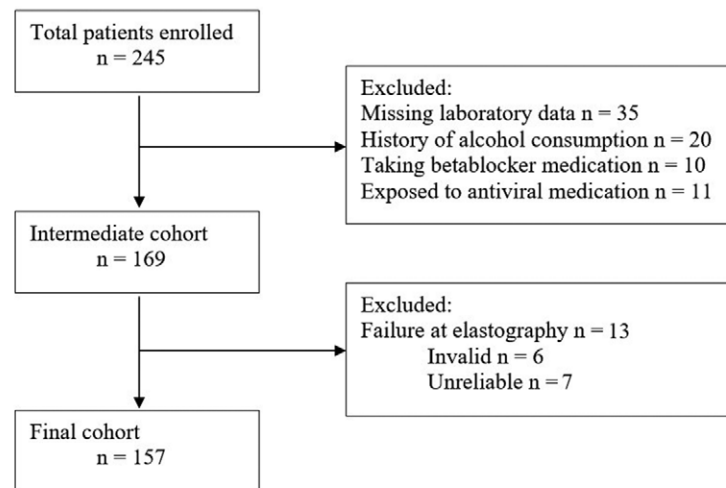 Total patients enrolled
n = 245
Excluded:
Missing laboratory data n = 35
History of alcohol consumption n = 20
Taking betablocker medication n = 10
Exposed to antiviral medication n = 11
Intermediate cohort
n = 169
Excluded:
Failure at elastography n = 13
Invalid n = 6
Unreliable n = 7
Final cohort
n = 157